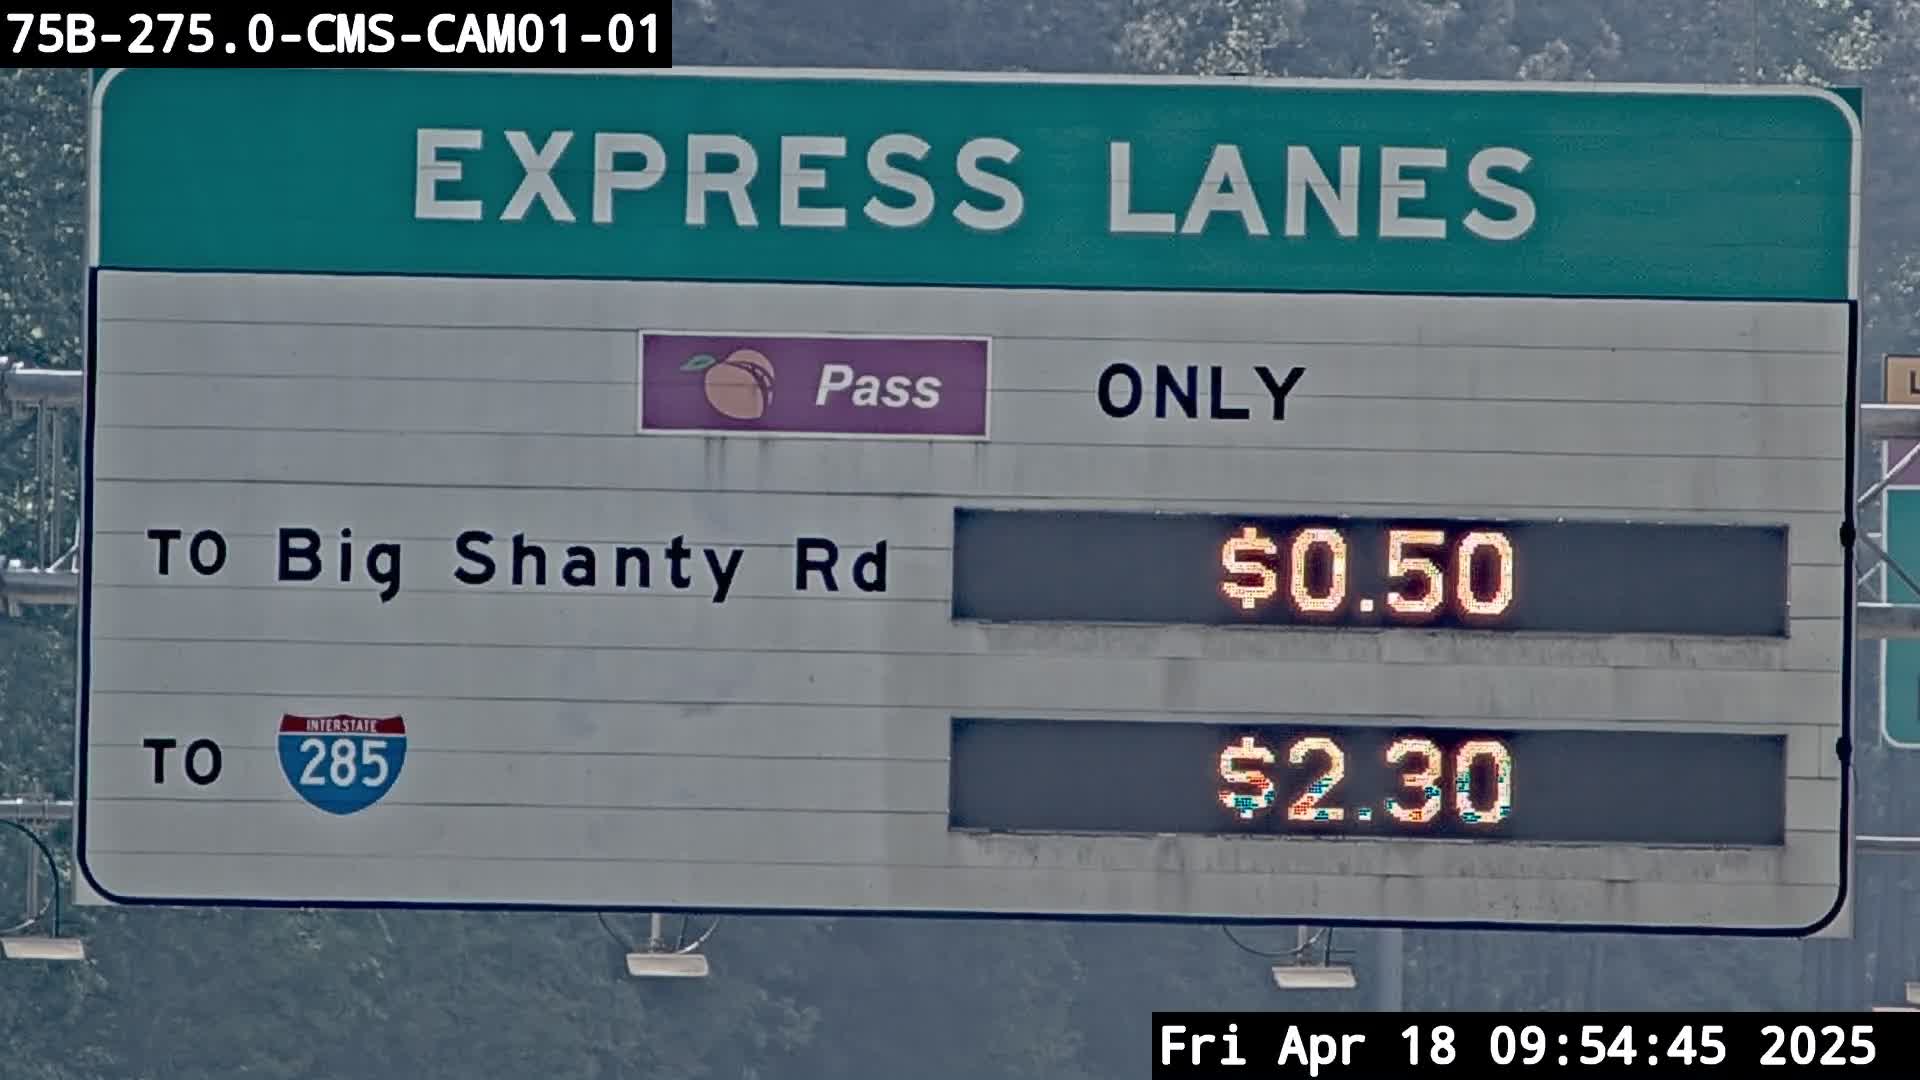 75B-275.0-CMS-CAM01-01
EXPRESS LANES
Pass ONLY
TO Big Shanty Rd $0.50
INTERSTATE
TO 285 $2.30
Fri Apr 18 09:54:45 2025